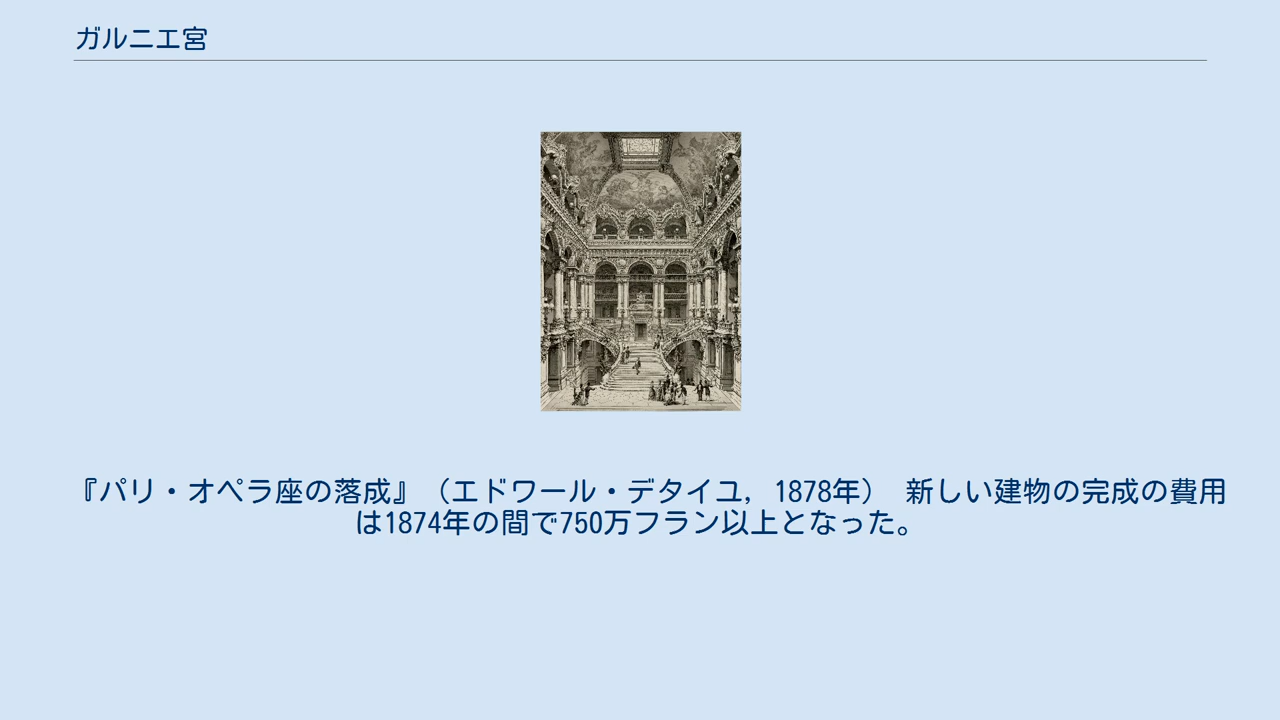 ガルニエ宮
『パリ・オペラ座の落成』（エドワール・デタイユ, 1878年） 新しい建物の完成の費用
は1874年の間で750万フラン以上となった。